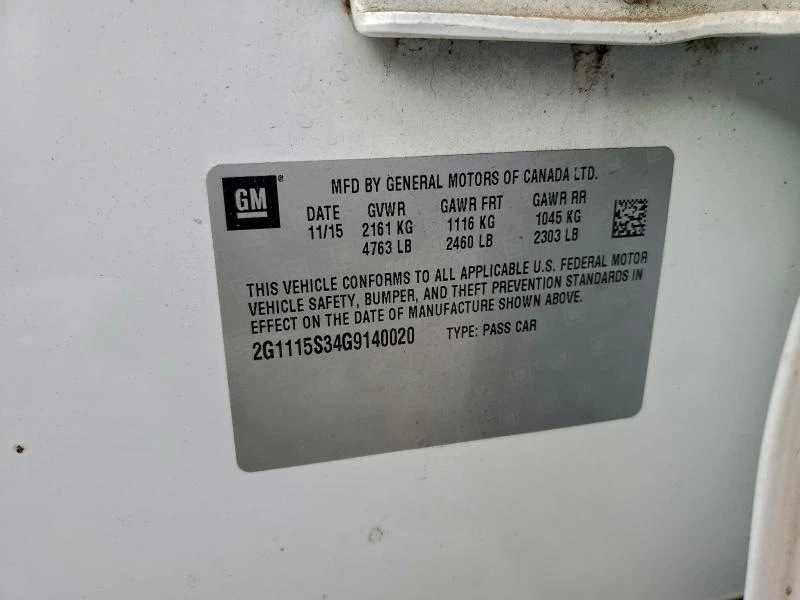 GM®
MFD BY GENERAL MOTORS OF CANADA LTD.
DATE GVWR GAWR FRT GAWR RR
11/15 2161 KG 1116 KG 1045 KG
4763 LB 2460 LB 2303 LB
THIS VEHICLE CONFORMS TO ALL APPLICABLE U.S. FEDERAL MOTOR
VEHICLE SAFETY, BUMPER, AND THEFT PREVENTION STANDARDS IN
EFFECT ON THE DATE OF MANUFACTURE SHOWN ABOVE.
2G1115S34G9140020 TYPE: PASS CAR